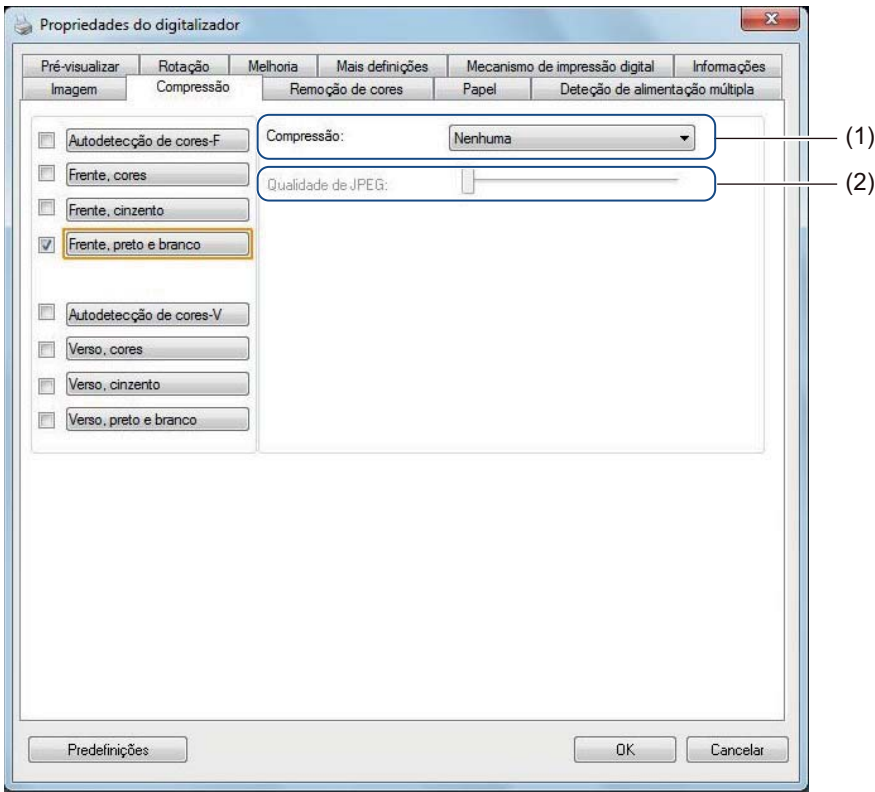 Propriedades do digitalizador
Pré-visualizar Rotação Melhoria Mais definições Mecanismo de impressão digital Informações
Imagem Compressão Remoção de cores Papel Deteção de alimentação múltipla
Autodetecção de cores-F
Frente, cores
Frente, cinzento
Frente, preto e branco
Autodetecção de cores-V
Verso, cores
Verso, cinzento
Verso, preto e branco
Compressão: Nenhuma (1)
Qualidade de JPEG: (2)
Predefinições OK Cancelar